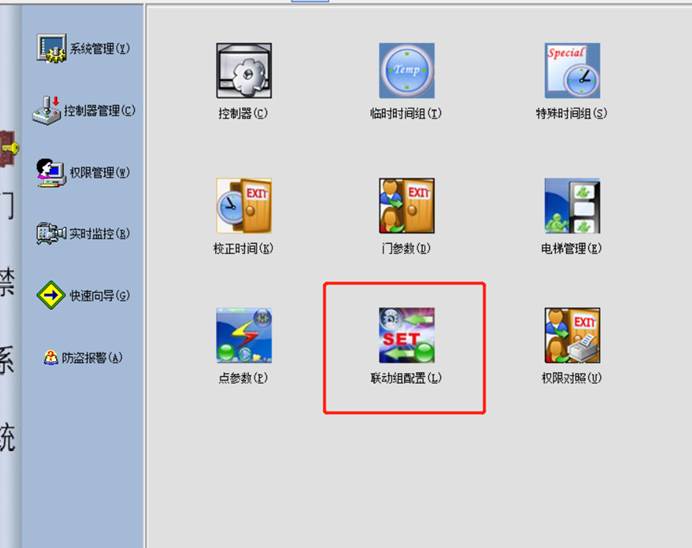 系统管理(Y)
控制器管理(C)
权限管理(W)
实时监控(B)
快速向导(G)
防盗报警(A)
门
禁
系
统
控制器(C)
Temp
临时时间组(T)
Special
特殊时间组(S)
EXIT
校正时间(K)
EXIT
门参数(D)
电梯管理(E)
点参数(P)
SET
联动组配置(L)
EXIT
权限对照(U)